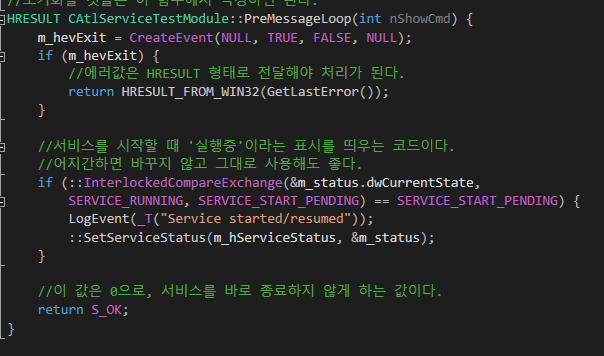 HRESULT CAtlServiceTestModule::PreMessageLoop(int nShowCmd) {
    m_hevExit = CreateEvent(NULL, TRUE, FALSE, NULL);
    if (m_hevExit) {
        //에러값은 HRESULT 형태로 전달해야 처리가 된다.
        return HRESULT_FROM_WIN32(GetLastError());
    }

    //서비스를 시작할 때 '실행중'이라는 표시를 띄우는 코드이다.
    //어지간하면 바꾸지 않고 그대로 사용해도 좋다.
    if (::InterlockedCompareExchange(&m_status.dwCurrentState,
        SERVICE_RUNNING, SERVICE_START_PENDING) == SERVICE_START_PENDING) {
        LogEvent(_T("Service started/resumed"));
        ::SetServiceStatus(m_hServiceStatus, &m_status);
    }

    //이 값은 0으로, 서비스를 바로 종료하지 않게 하는 값이다.
    return S_OK;
}